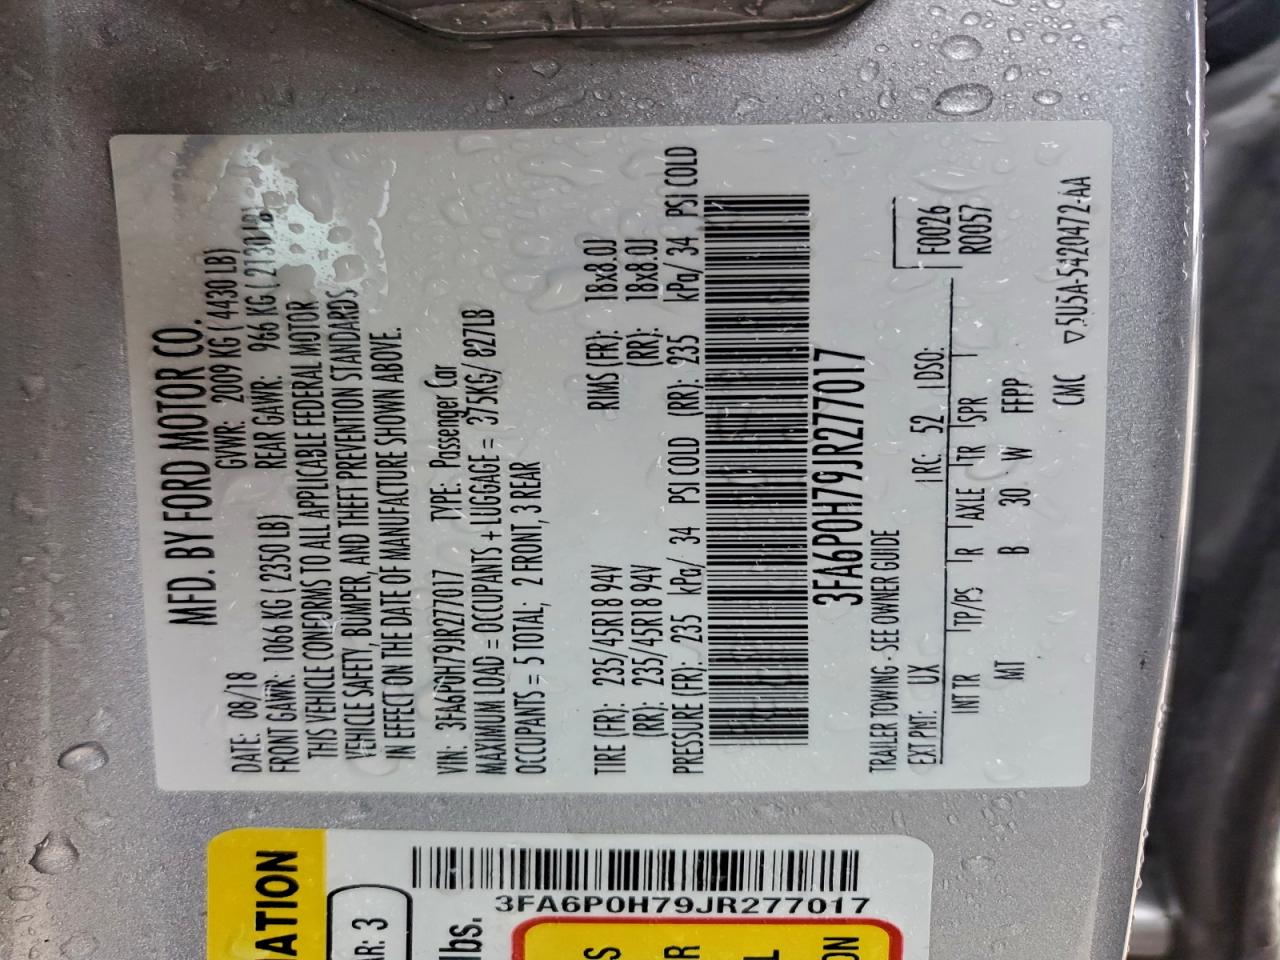 MFD. BY FORD MOTOR CO.
DATE: 08/18 GVWR: 2009 KG ( 4430 LB)
FRONT GAWR: 1066 KG ( 2350 LB) REAR GAWR: 966 KG ( 2130 LB)
THIS VEHICLE CONFORMS TO ALL APPLICABLE FEDERAL MOTOR
VEHICLE SAFETY, BUMPER, AND THEFT PREVENTION STANDARDS
IN EFFECT ON THE DATE OF MANUFACTURE SHOWN ABOVE.
VIN: 3FA6P0H79JR277017 TYPE: Passenger Car
MAXIMUM LOAD = OCCUPANTS + LUGGAGE = 375KG/ 827LB
OCCUPANTS = 5 TOTAL; 2 FRONT, 3 REAR
TIRE (FR): 235/45R18 94V RIMS (FR): 18x8.0J
(RR): 235/45R18 94V (RR): 18x8.0J
PRESSURE (FR): 235 kPa/ 34 PSI COLD (RR): 235 kPa/ 34 PSI COLD
3FA6P0H79JR277017
TRAILER TOWING - SEE OWNER GUIDE
EXT PNT: UX RC: 52 DSO: F0026
INT TR TP/PS R AXLE TR SPR R0057
MT B 30 W FFPP
CMC ▽5U5A-5420472-AA
3FA6P0H79JR277017
AR: 3
lbs.